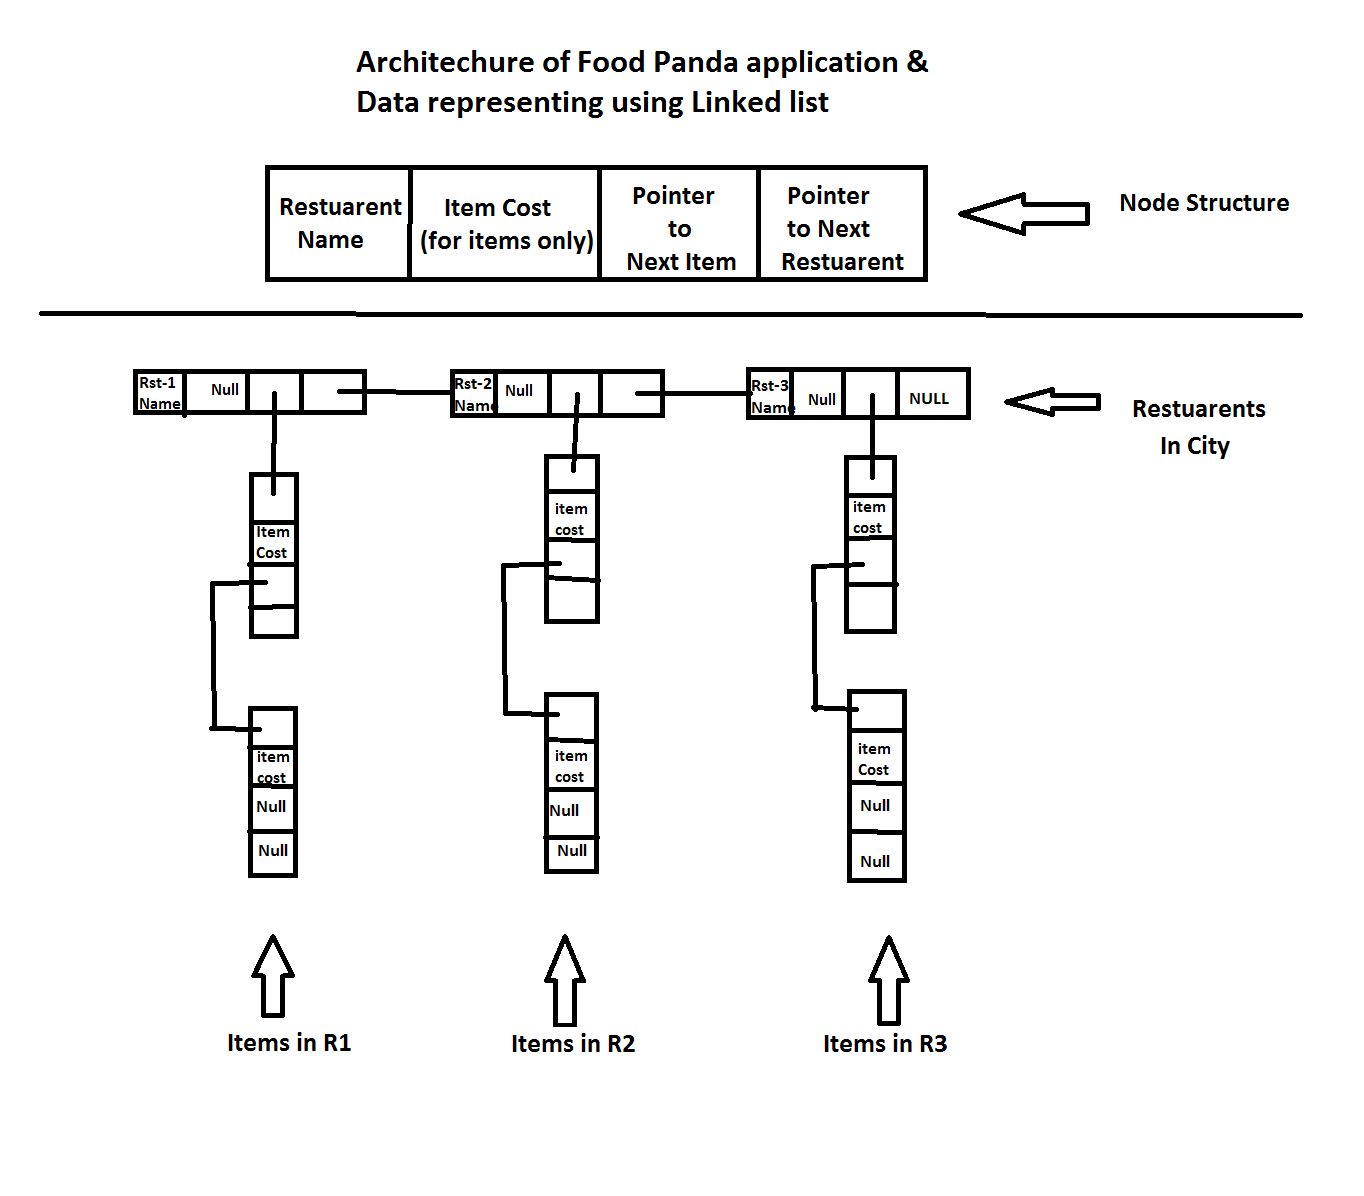 Architechure of Food Panda application &
Data representing using Linked list
Restuarent
Name
Item Cost
(for items only)
Pointer
to
Next Item
Pointer
to Next
Restuarent
Node Structure
Rst-1
Name
Null
Rst-2
Name
Null
Rst-3
Name
Null
NULL
Restuarents
In City
Item
Cost
item
cost
Null
Null
item
cost
item
cost
Null
Null
item
cost
item
Cost
Null
Null
Items in R1
Items in R2
Items in R3